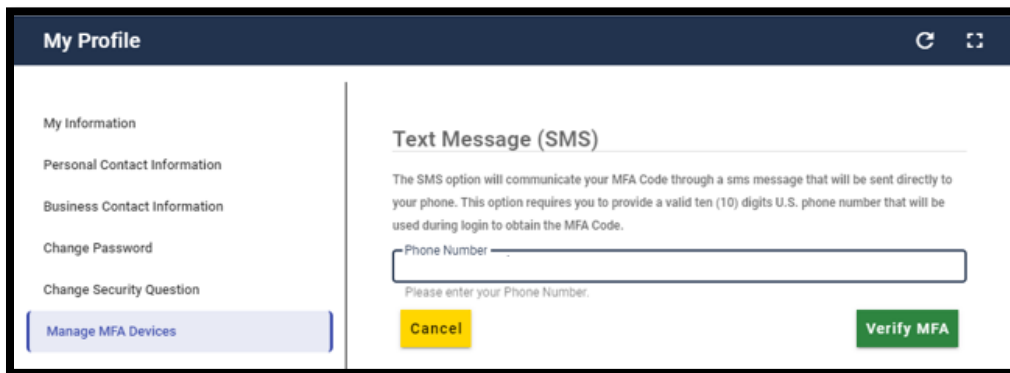 My Profile
My Information
Personal Contact Information
Business Contact Information
Change Password
Change Security Question
Manage MFA Devices
Text Message (SMS)
The SMS option will communicate your MFA Code through a sms message that will be sent directly to
your phone. This option requires you to provide a valid ten (10) digits U.S. phone number that will be
used during login to obtain the MFA Code.
Phone Number
Please enter your Phone Number.
Cancel
Verify MFA